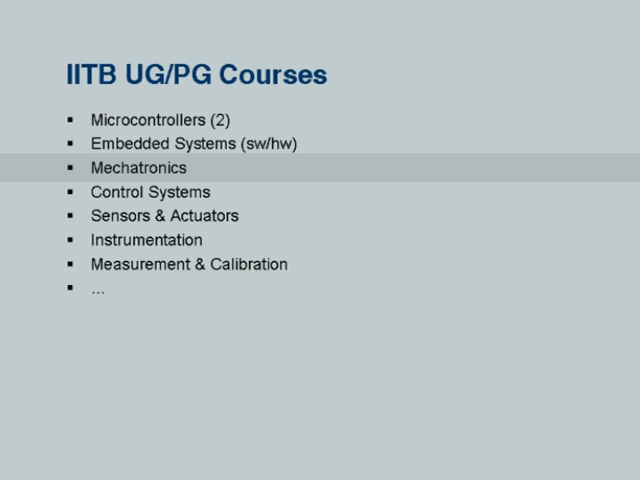 IITB UG/PG Courses
▪ Microcontrollers (2)
▪ Embedded Systems (sw/hw)
▪ Mechatronics
▪ Control Systems
▪ Sensors & Actuators
▪ Instrumentation
▪ Measurement & Calibration
▪ ...